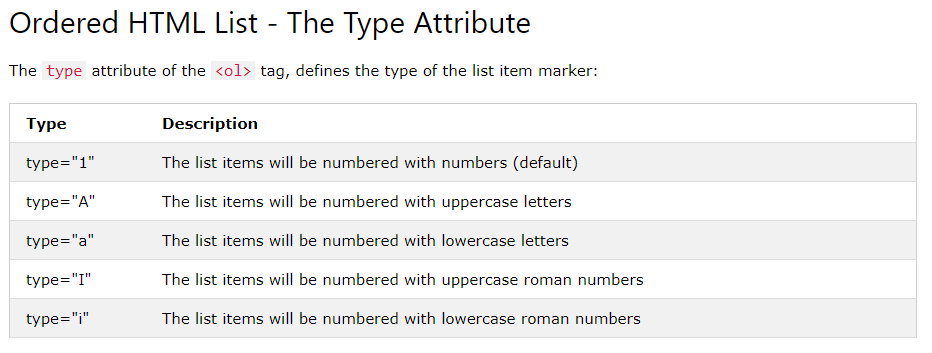 Ordered HTML List - The Type Attribute
The type attribute of the <ol> tag, defines the type of the list item marker:
Type Description
type="1" The list items will be numbered with numbers (default)
type="A" The list items will be numbered with uppercase letters
type="a" The list items will be numbered with lowercase letters
type="I" The list items will be numbered with uppercase roman numbers
type="i" The list items will be numbered with lowercase roman numbers